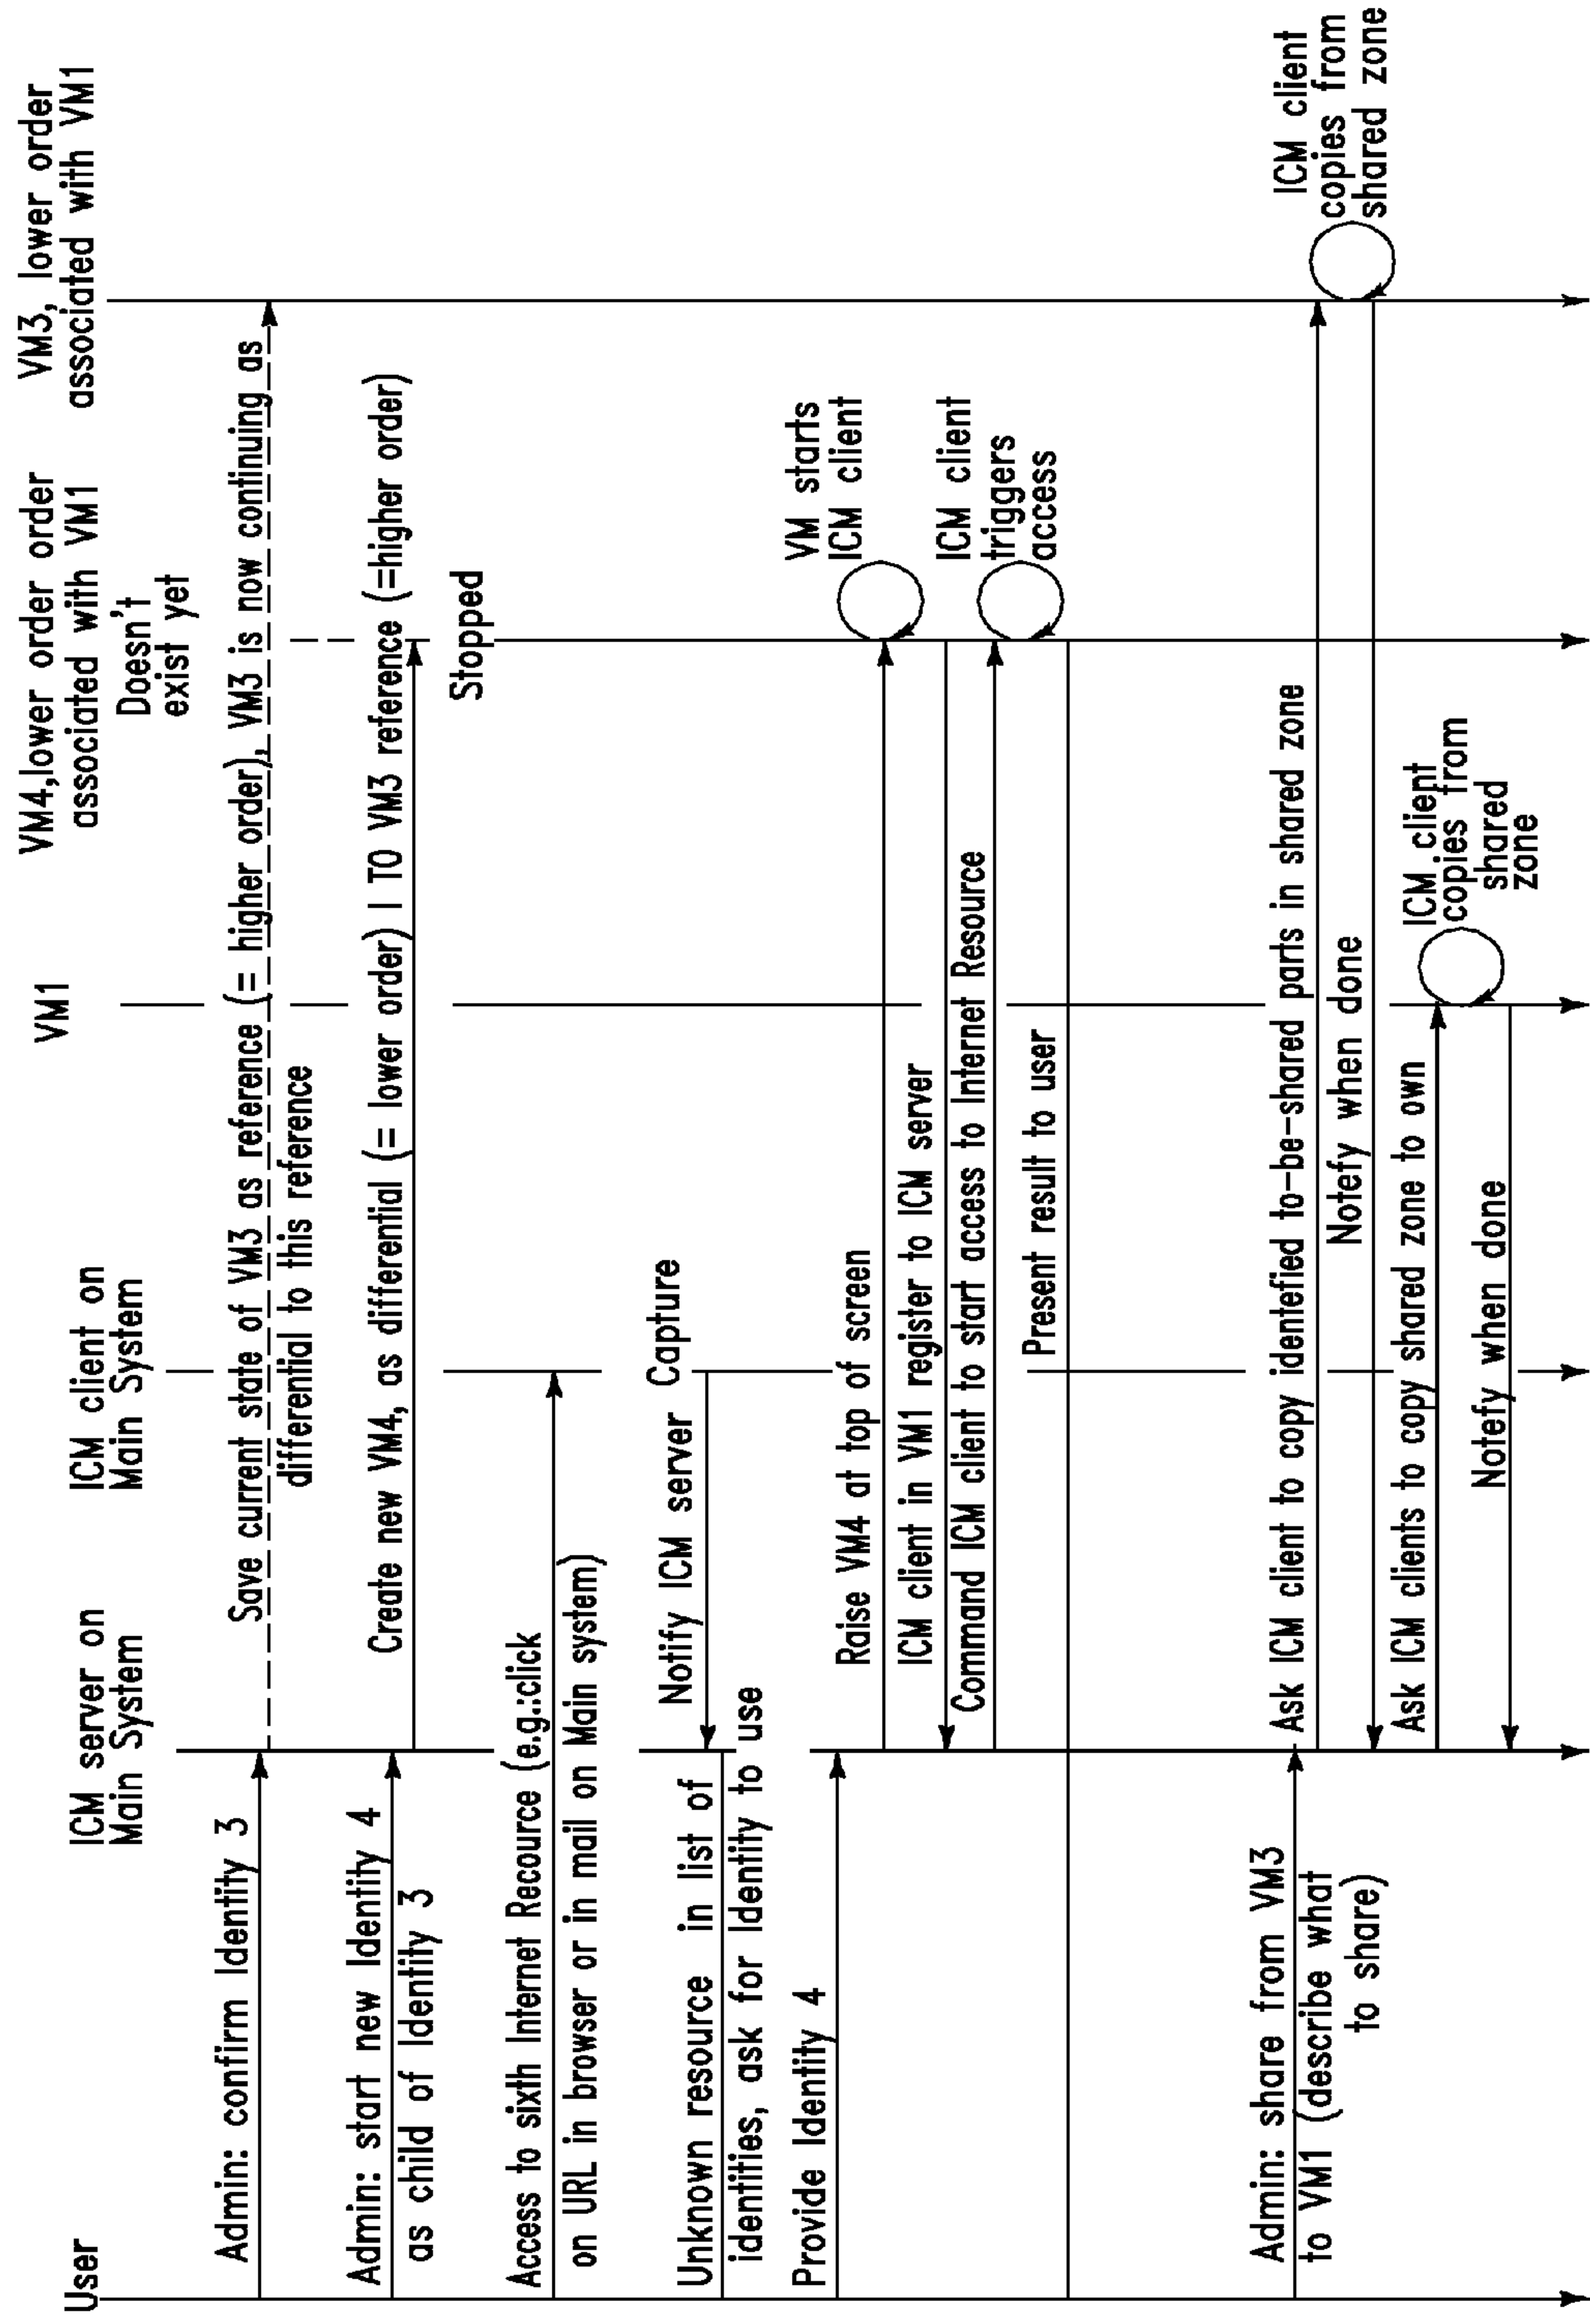 User
ICM server on
Main System
ICM client on
Main System
VM1
VM4,lower order order
associated with VM1
Doesn't
exist yet
VM3, lower order
associated with VM1
Admin: confirm Identity 3
Save current state of VM3 as reference (= higher order), VM3 is now continuing as
differential to this reference
Admin: start new Identity 4
as child of Identity 3
Create new VM4, as differential (= lower order) I TO VM3 reference (=higher order)
Stopped
Access to sixth Internet Recource (e.g.:click
on URL in browser or in mail on Main system)
Capture
Notify ICM server
Unknown resource in list of
identities, ask for Identity to use
Provide Identity 4
Raise VM4 at top of screen
VM starts
ICM client
ICM client in VM1 register to ICM server
Command ICM client to start access to Internet Resource
ICM client
triggers
access
Present result to user
Admin: share from VM3
to VM1 (describe what
to share)
Ask ICM client to copy identefied to-be-shared parts in shared zone
ICM client
copies from
shared zone
Notefy when done
Ask ICM clients to copy shared zone to own
ICM client
copies from
shared
zone
Notefy when done